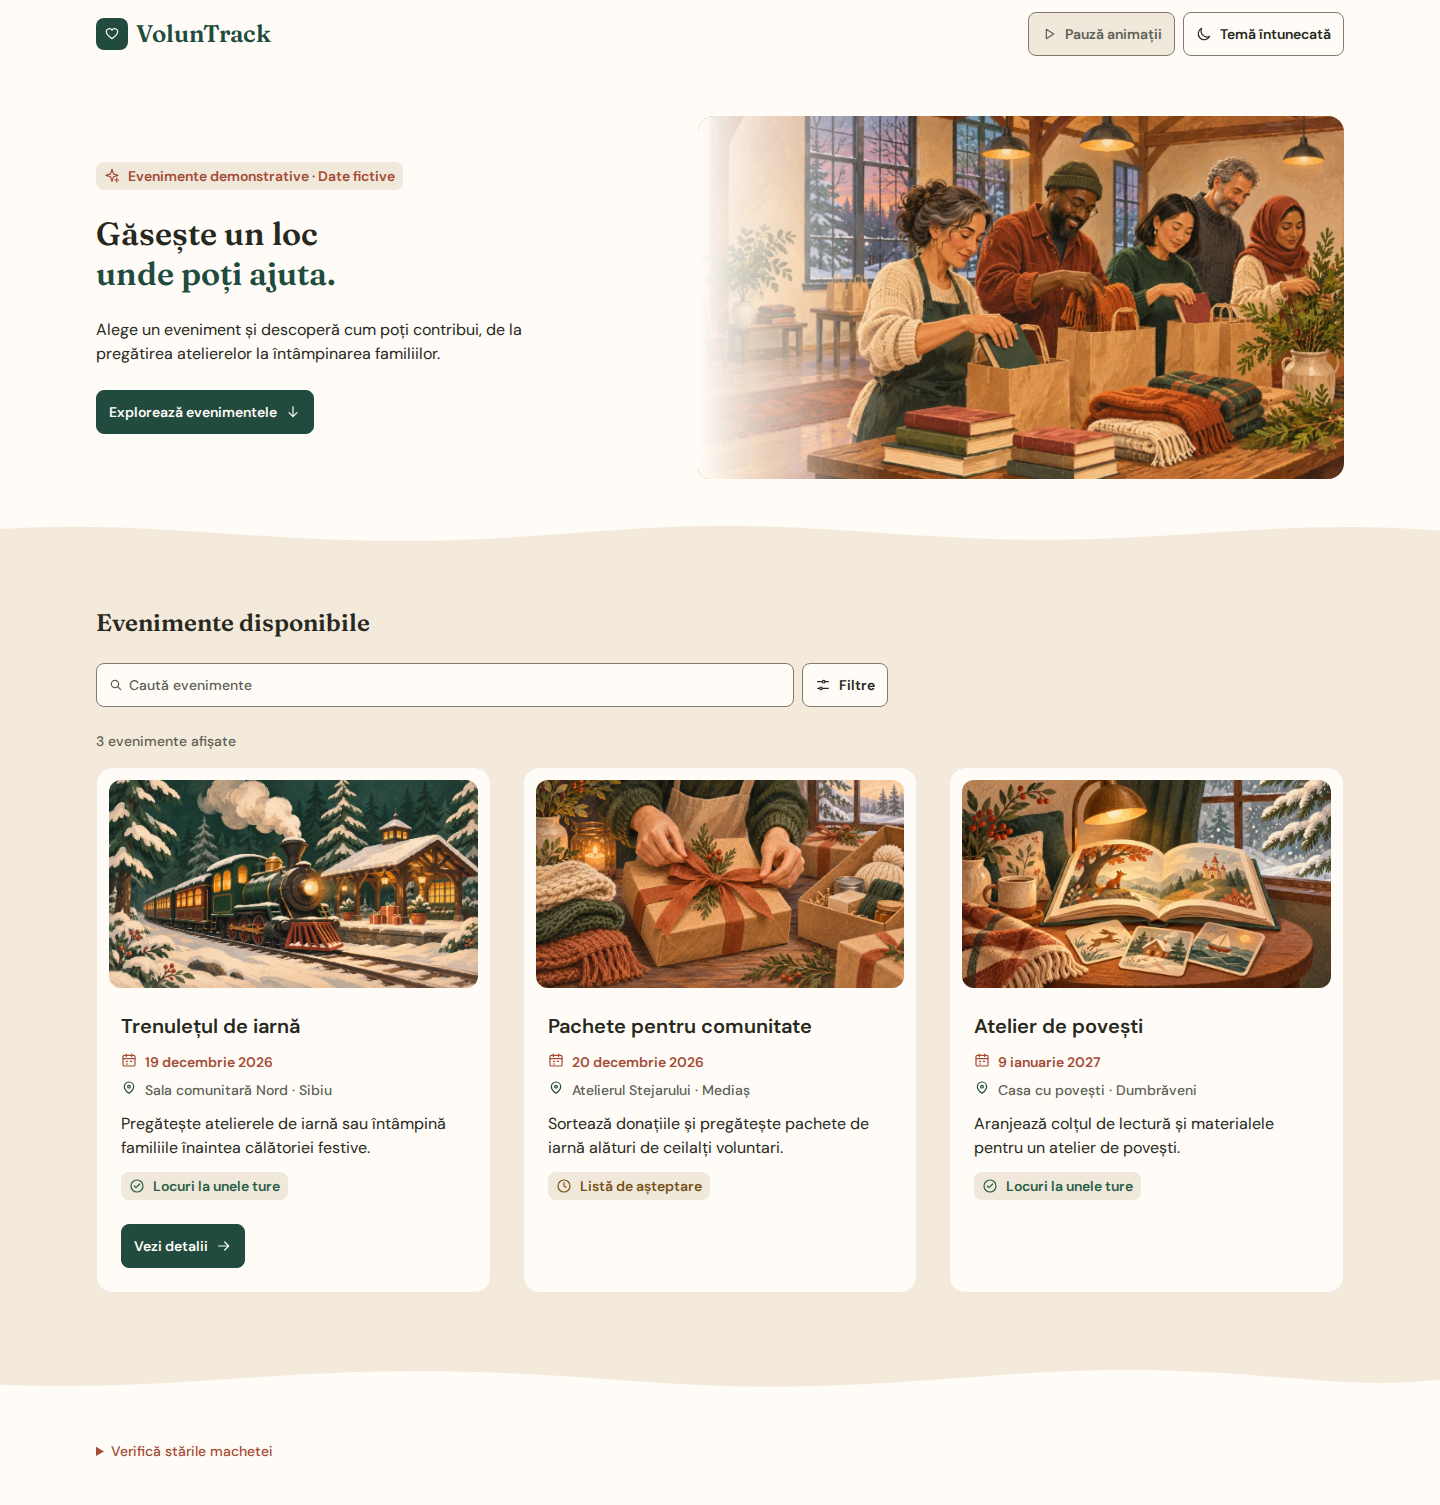 VolunTrack
Pauză animații
Temă întunecată
Evenimente demonstrative · Date fictive
Găsește un loc
unde poți ajuta.
Alege un eveniment și descoperă cum poți contribui, de la
pregătirea atelierelor la întâmpinarea familiilor.
Explorează evenimentele
Evenimente disponibile
Caută evenimente
Filtre
3 evenimente afișate
Trenulețul de iarnă
19 decembrie 2026
Sala comunitară Nord · Sibiu
Pregătește atelierele de iarnă sau întâmpină
familiile înaintea călătoriei festive.
Locuri la unele ture
Vezi detalii
Pachete pentru comunitate
20 decembrie 2026
Atelierul Stejarului · Mediaș
Sortează donațiile și pregătește pachete de
iarnă alături de ceilalți voluntari.
Listă de așteptare
Atelier de povești
9 ianuarie 2027
Casa cu povești · Dumbrăveni
Aranjează colțul de lectură și materialele
pentru un atelier de povești.
Locuri la unele ture
Verifică stările machetei